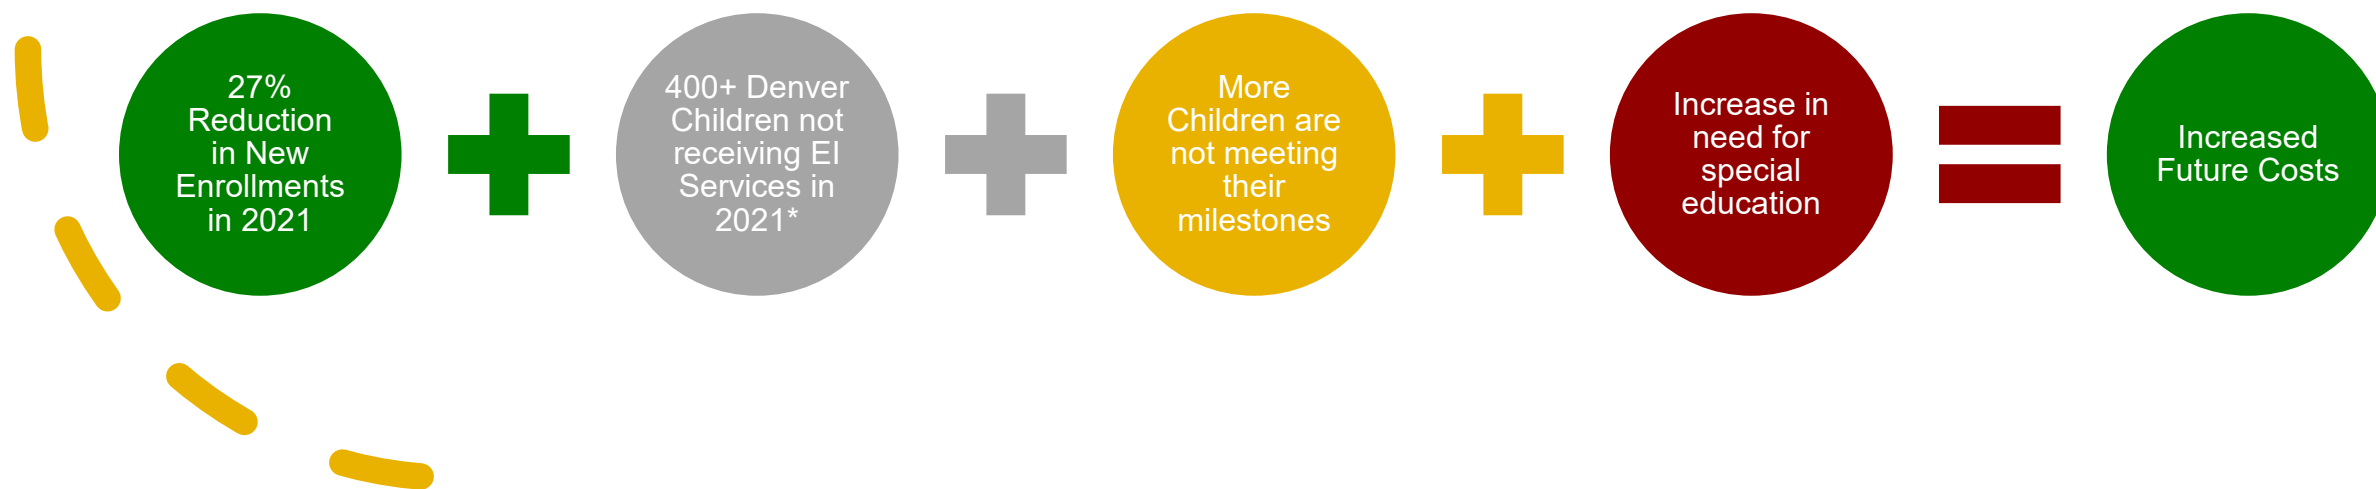 27%
Reduction
in New
Enrollments
in 2021
400+ Denver
Children not
receiving EI
Services in
2021*
More
Children are
not meeting
their
milestones
Increase in
need for
special
education
Increased
Future Costs